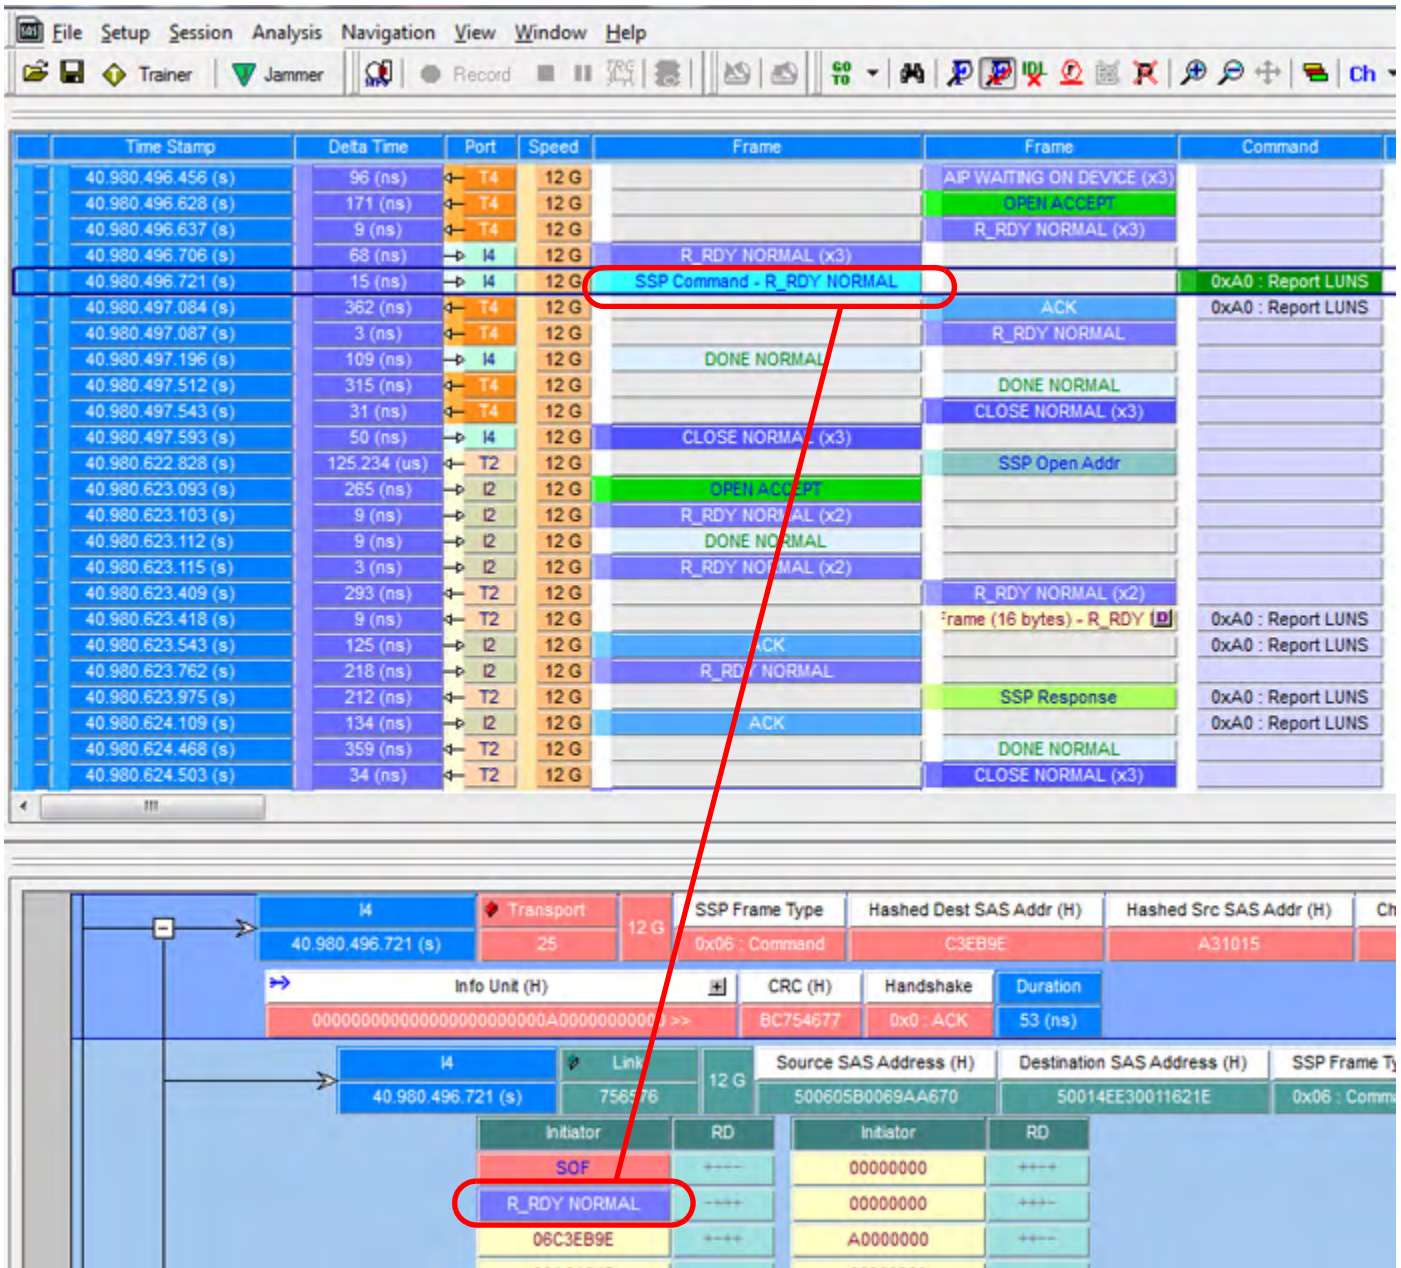 SAS File Setup Session Analysis Navigation View Window Help
Trainer Jammer Record GO TO IDL Ch
Time Stamp Delta Time Port Speed Frame Frame Command
40.980.496.456 (s) 96 (ns) T4 12 G AIP WAITING ON DEVICE (x3)
40.980.496.628 (s) 171 (ns) T4 12 G OPEN ACCEPT
40.980.496.637 (s) 9 (ns) T4 12 G R_RDY NORMAL (x3)
40.980.496.706 (s) 68 (ns) I4 12 G R_RDY NORMAL (x3)
40.980.496.721 (s) 15 (ns) I4 12 G SSP Command - R_RDY NORMAL 0xA0 : Report LUNS
40.980.497.084 (s) 362 (ns) T4 12 G ACK 0xA0 : Report LUNS
40.980.497.087 (s) 3 (ns) T4 12 G R_RDY NORMAL
40.980.497.196 (s) 109 (ns) I4 12 G DONE NORMAL
40.980.497.512 (s) 315 (ns) T4 12 G DONE NORMAL
40.980.497.543 (s) 31 (ns) T4 12 G CLOSE NORMAL (x3)
40.980.497.593 (s) 50 (ns) I4 12 G CLOSE NORMAL (x3)
40.980.622.828 (s) 125.234 (us) T2 12 G SSP Open Addr
40.980.623.093 (s) 265 (ns) I2 12 G OPEN ACCEPT
40.980.623.103 (s) 9 (ns) I2 12 G R_RDY NORMAL (x2)
40.980.623.112 (s) 9 (ns) I2 12 G DONE NORMAL
40.980.623.115 (s) 3 (ns) I2 12 G R_RDY NORMAL (x2)
40.980.623.409 (s) 293 (ns) T2 12 G R_RDY NORMAL (x2)
40.980.623.418 (s) 9 (ns) T2 12 G Frame (16 bytes) - R_RDY D 0xA0 : Report LUNS
40.980.623.543 (s) 125 (ns) I2 12 G ACK 0xA0 : Report LUNS
40.980.623.762 (s) 218 (ns) I2 12 G R_RDY NORMAL
40.980.623.975 (s) 212 (ns) T2 12 G SSP Response 0xA0 : Report LUNS
40.980.624.109 (s) 134 (ns) I2 12 G ACK 0xA0 : Report LUNS
40.980.624.468 (s) 359 (ns) T2 12 G DONE NORMAL
40.980.624.503 (s) 34 (ns) T2 12 G CLOSE NORMAL (x3)
I4 Transport 12 G SSP Frame Type Hashed Dest SAS Addr (H) Hashed Src SAS Addr (H) Ch
40.980.496.721 (s) 25 0x06 : Command C3EB9E A31015
Info Unit (H) CRC (H) Handshake Duration
000000000000000000000000A00000000000 >> BC754677 0x0 : ACK 53 (ns)
I4 Link 12 G Source SAS Address (H) Destination SAS Address (H) SSP Frame Ty
40.980.496.721 (s) 756576 500605B0069AA670 50014EE30011621E 0x06 : Comma
Initiator RD Initiator RD
SOF +--- 00000000 ++-+
R_RDY NORMAL --++ 00000000 ++--
06C3EB9E +-++ A0000000 ++--